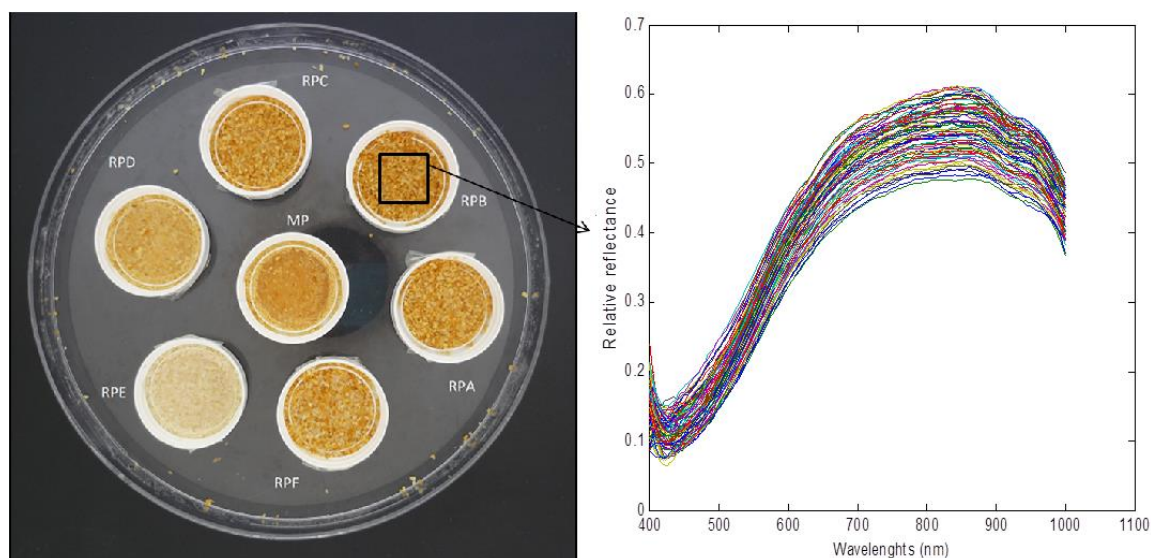 RPC
RPD
RPB
MP
RPA
RPE
RPF
0.7
0.6
0.5
0.4
0.3
0.2
0.1
0
Relative reflectance
400 500 600 700 800 900 1000 1100
Wavelenghts (nm)